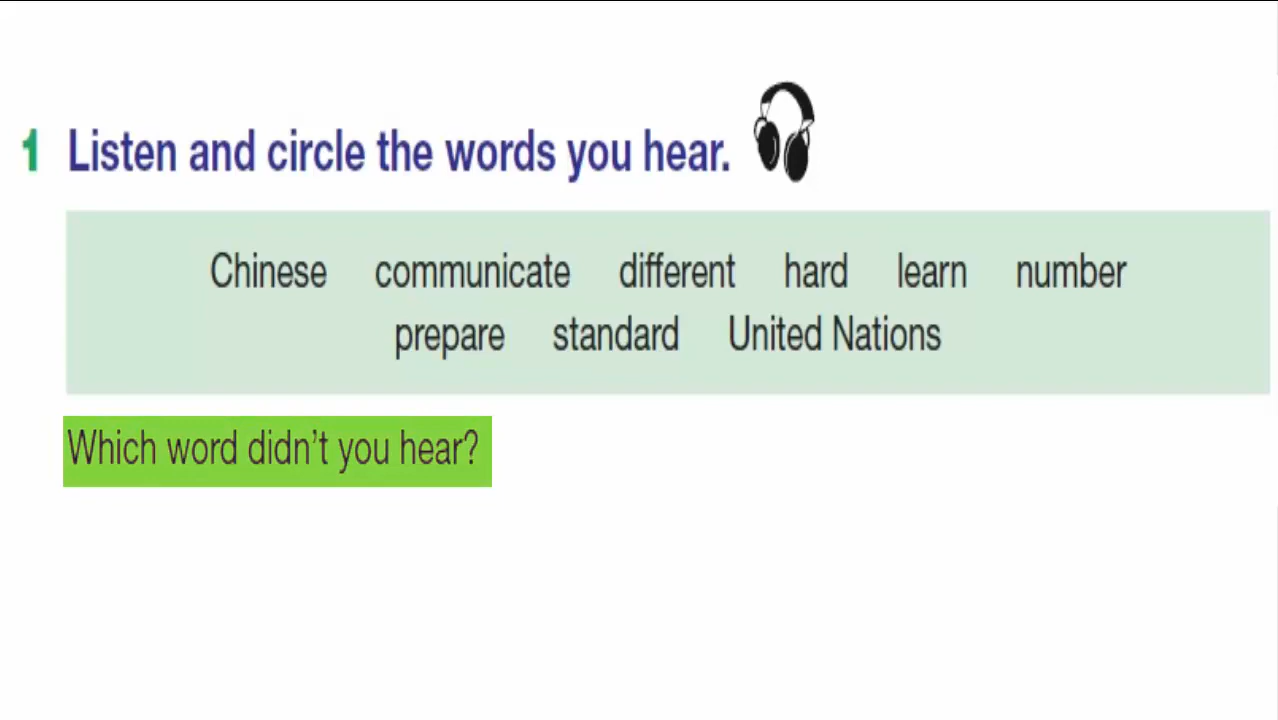 1 Listen and circle the words you hear.
Chinese communicate different hard learn number
prepare standard United Nations
Which word didn't you hear?